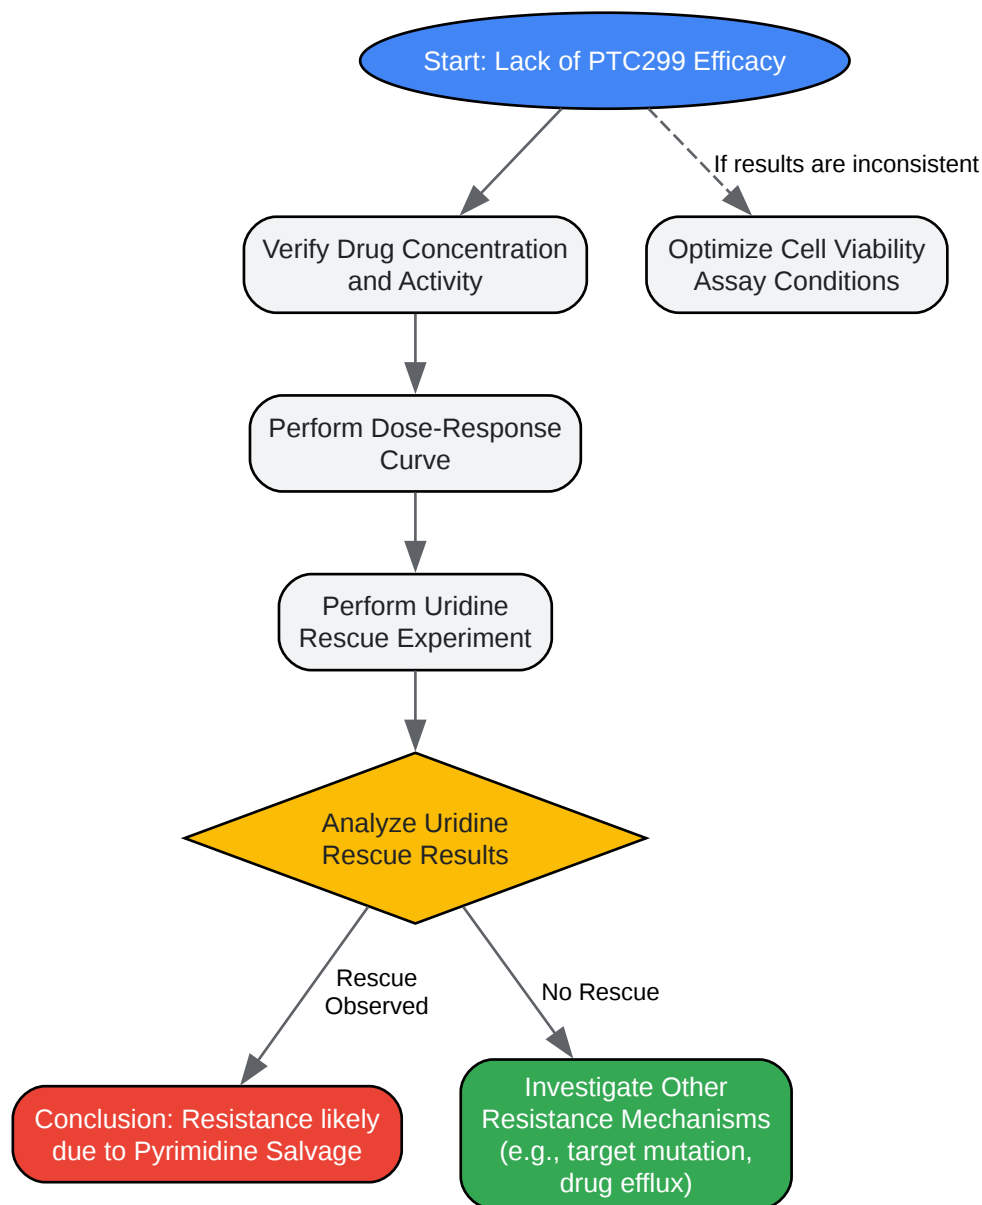 Start: Lack of PTC299 Efficacy
If results are inconsistent
Verify Drug Concentration
and Activity
Optimize Cell Viability
Assay Conditions
Perform Dose-Response
Curve
Perform Uridine
Rescue Experiment
Analyze Uridine
Rescue Results
Rescue
Observed
No Rescue
Conclusion: Resistance likely
due to Pyrimidine Salvage
Investigate Other
Resistance Mechanisms
(e.g., target mutation,
drug efflux)